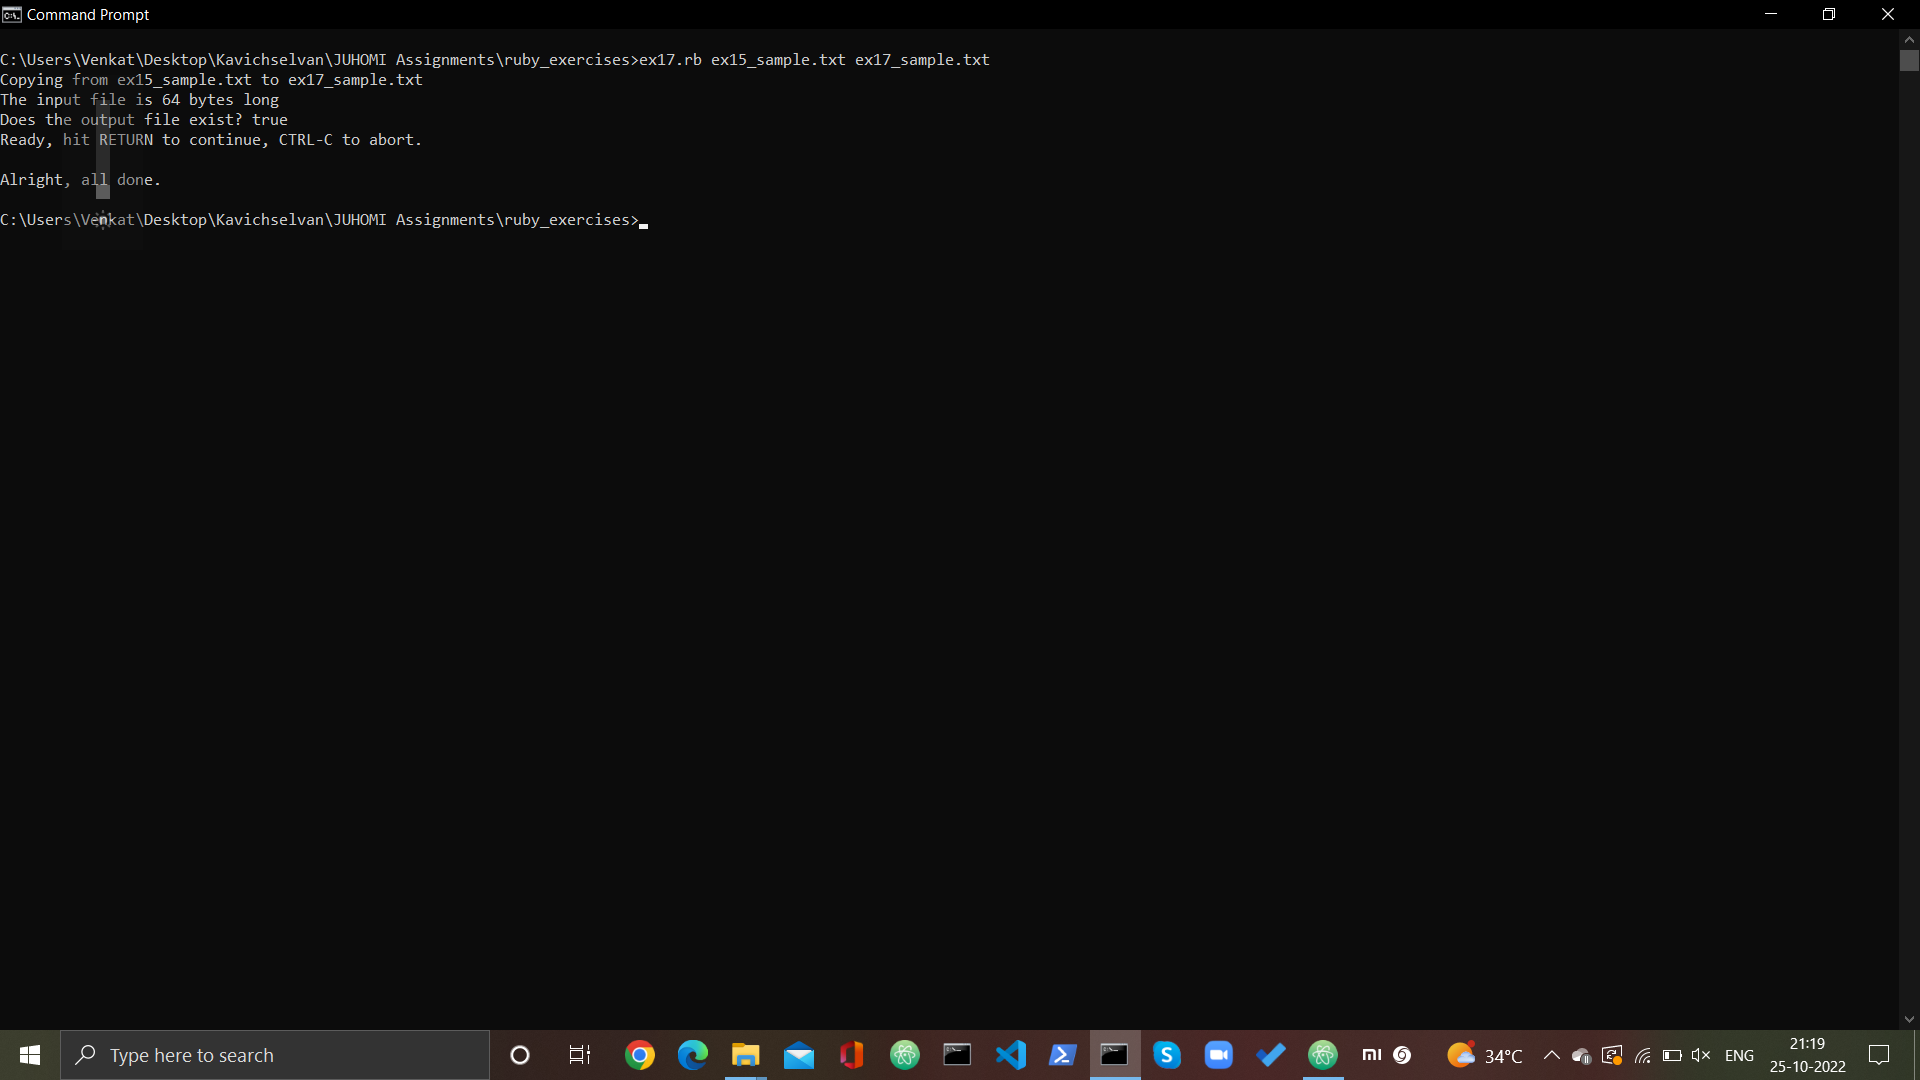 Command Prompt
C:\Users\Venkat\Desktop\Kavichselvan\JUHOMI Assignments\ruby_exercises>ex17.rb ex15_sample.txt ex17_sample.txt
Copying from ex15_sample.txt to ex17_sample.txt
The input file is 64 bytes long
Does the output file exist? true
Ready, hit RETURN to continue, CTRL-C to abort.
Alright, all done.
C:\Users\Venkat\Desktop\Kavichselvan\JUHOMI Assignments\ruby_exercises>
Type here to search
34°C
ENG
21:19
25-10-2022